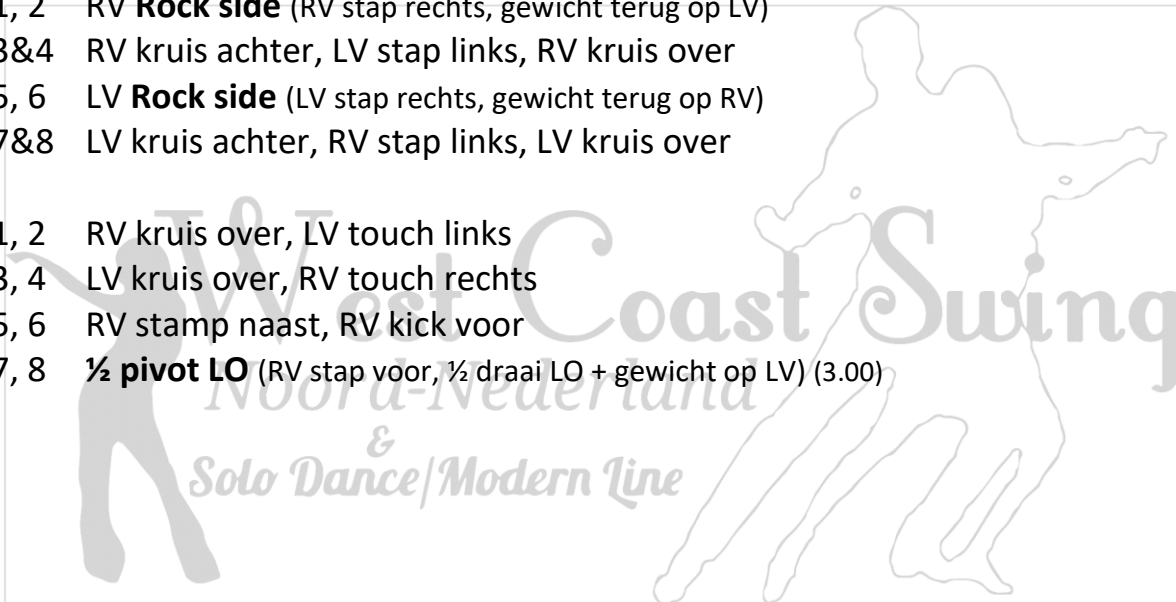 1, 2 RV Rock side (RV stap rechts, gewicht terug op LV)
3&4 RV kruis achter, LV stap links, RV kruis over
5, 6 LV Rock side (LV stap rechts, gewicht terug op RV)
7&8 LV kruis achter, RV stap links, LV kruis over
1, 2 RV kruis over, LV touch links
3, 4 LV kruis over, RV touch rechts
5, 6 RV stamp naast, RV kick voor
7, 8 ½ pivot LO (RV stap voor, ½ draai LO + gewicht op LV) (3.00)
West Coast Swing
Noord-Nederland
&
Solo Dance/Modern Line